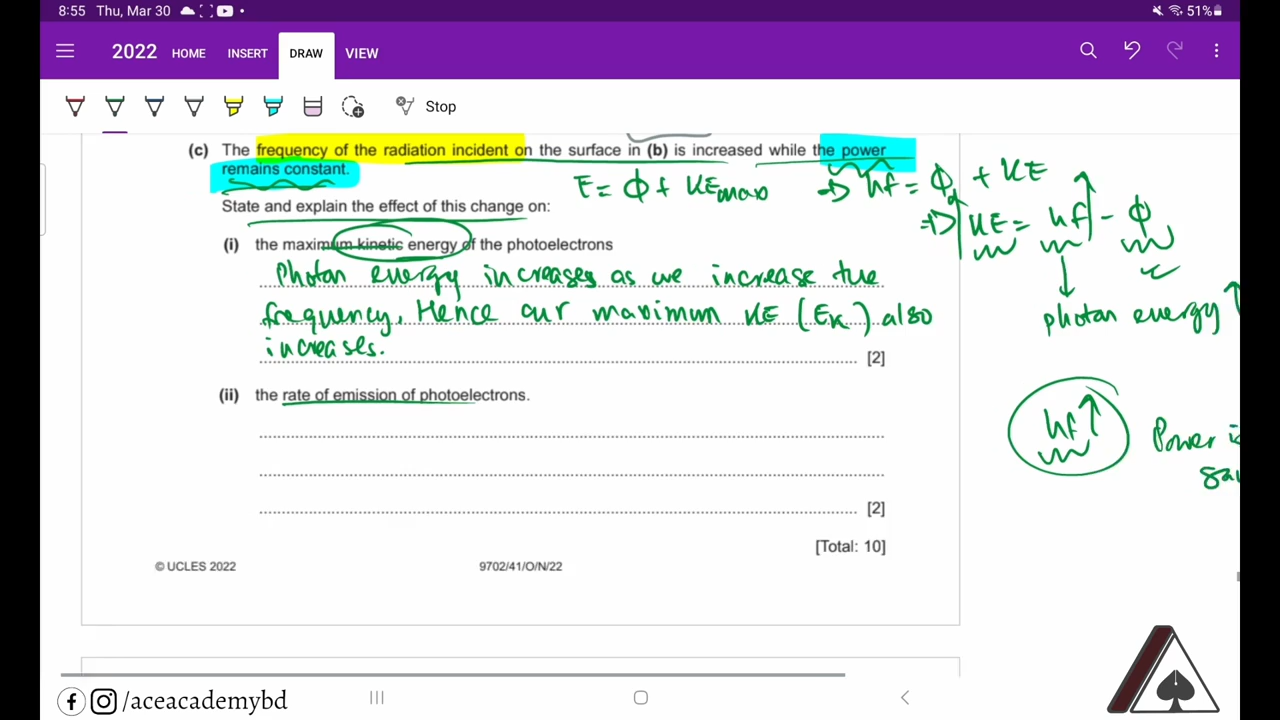 8:55 Thu, Mar 30 51%
2022 HOME INSERT DRAW VIEW
Stop
(c) The frequency of the radiation incident on the surface in (b) is increased while the power
remains constant.
E = Φ + KEmax ⇒ hf = Φ + KE
State and explain the effect of this change on:
⇒ KE = hf - Φ
(i) the maximum kinetic energy of the photoelectrons
Photon energy increases as we increase the
frequency. Hence our maximum KE (EK) also
photon energy ↑
increases.
[2]
(ii) the rate of emission of photoelectrons.
hf ↑ Power
[2]
[Total: 10]
© UCLES 2022 9702/41/O/N/22
/aceacademybd